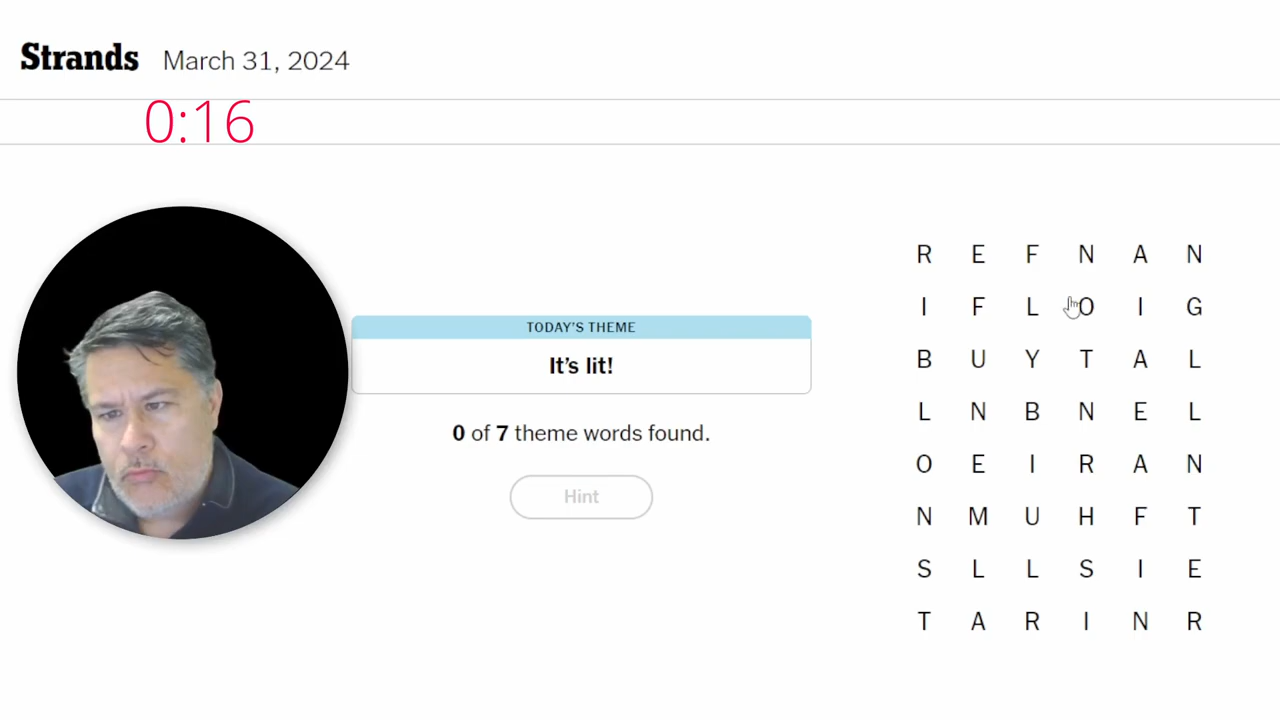 Strands March 31, 2024
0:16
TODAY'S THEME
It's lit!
0 of 7 theme words found.
Hint
R E F N A N
I F L O I G
B U Y T A L
L N B N E L
O E I R A N
N M U H F T
S L L S I E
T A R I N R